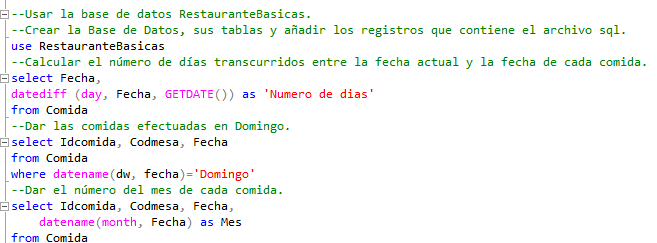 --Usar la base de datos RestauranteBasicas.
--Crear la Base de Datos, sus tablas y añadir los registros que contiene el archivo sql.
use RestauranteBasicas
--Calcular el número de días transcurridos entre la fecha actual y la fecha de cada comida.
select Fecha,
datediff (day, Fecha, GETDATE()) as 'Numero de dias'
from Comida
--Dar las comidas efectuadas en Domingo.
select Idcomida, Codmesa, Fecha
from Comida
where datename(dw, fecha)='Domingo'
--Dar el número del mes de cada comida.
select Idcomida, Codmesa, Fecha,
    datename(month, Fecha) as Mes
from Comida